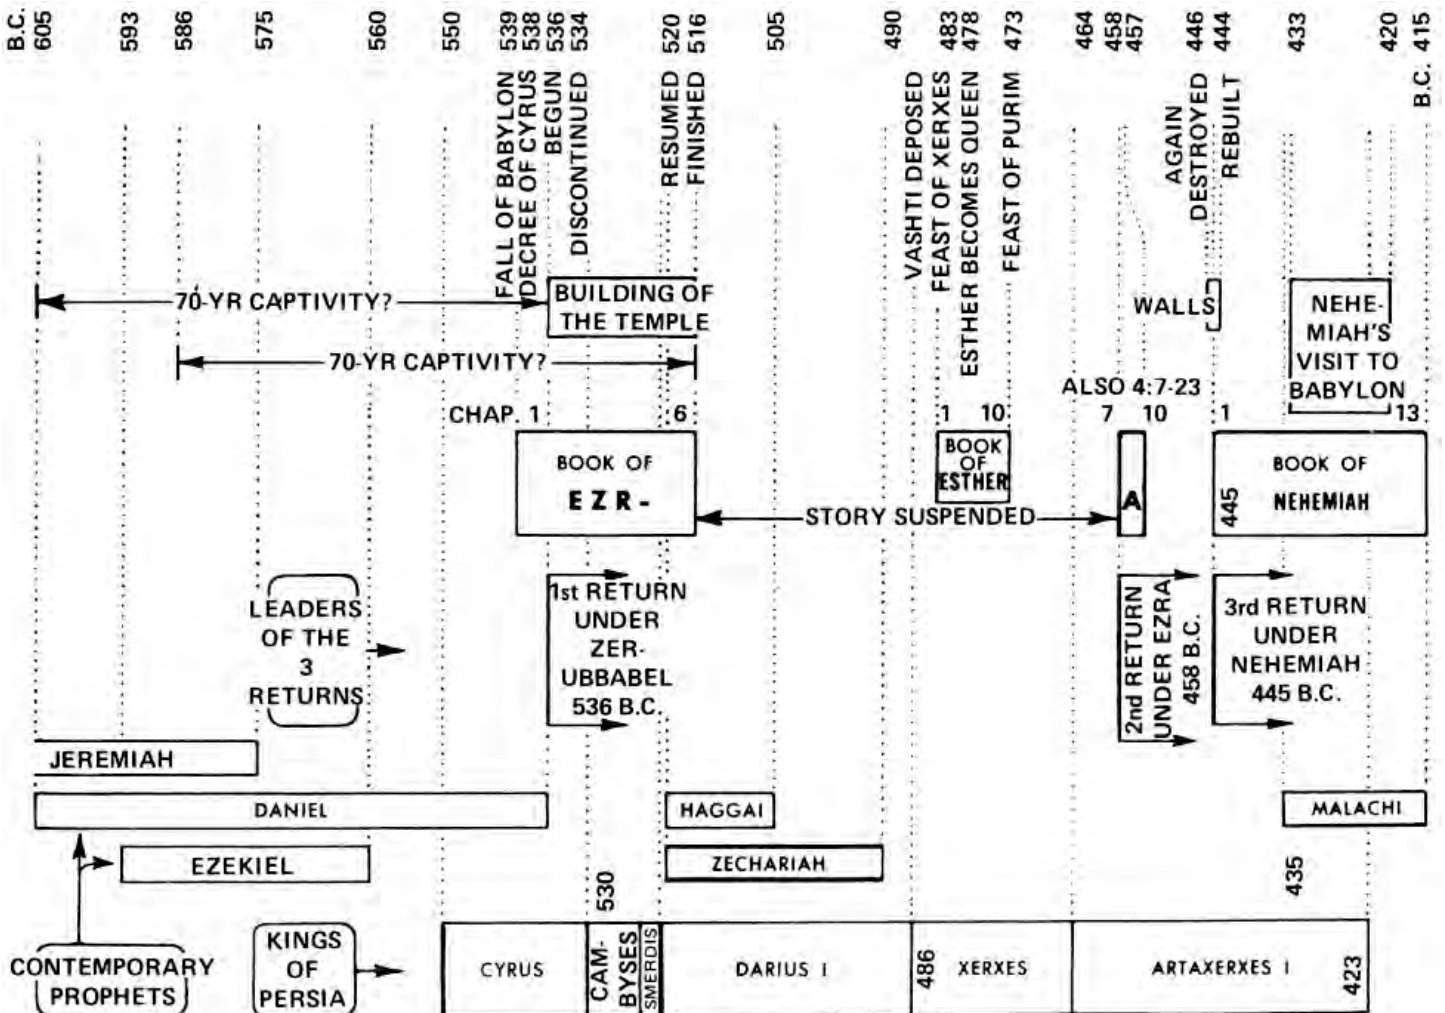 B.C.
605
593
586
575
560
550
539
538
536
534
520
516
505
490
483
478
473
464
458
457
446
444
433
420
415
B.C.
FALL OF BABYLON
DECREE OF CYRUS
BEGUN
DISCONTINUED
RESUMED
FINISHED
VASHTI DEPOSED
FEAST OF XERXES
ESTHER BECOMES QUEEN
FEAST OF PURIM
AGAIN
DESTROYED
REBUILT
70-YR CAPTIVITY?
BUILDING OF
THE TEMPLE
WALLS
NEHE-
MIAH'S
VISIT TO
BABYLON
70-YR CAPTIVITY?
ALSO 4:7-23
CHAP. 1
6
1
10
7
10
1
13
BOOK OF
EZR-
BOOK
OF
ESTHER
A
445
BOOK OF
NEHEMIAH
STORY SUSPENDED
LEADERS
OF THE
3
RETURNS
1st RETURN
UNDER
ZER-
UBBABEL
536 B.C.
2nd RETURN
UNDER EZRA
458 B.C.
3rd RETURN
UNDER
NEHEMIAH
445 B.C.
JEREMIAH
DANIEL
HAGGAI
MALACHI
EZEKIEL
ZECHARIAH
530
435
CONTEMPORARY
PROPHETS
KINGS
OF
PERSIA
CYRUS
CAM-
BYSES
SMERDIS
DARIUS I
486
XERXES
ARTAXERXES I
423